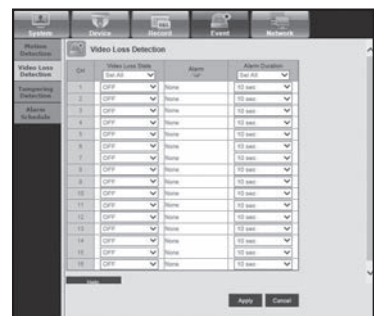 System Device Record Event Network
Motion
Detection
Video Loss
Detection
Tampering
Detection
Alarm
Schedule
Video Loss Detection
CH Video Loss State Alarm Alarm Duration
Set All Set All
1 OFF None 10 sec
2 OFF None 10 sec
3 OFF None 10 sec
4 OFF None 10 sec
5 OFF None 10 sec
6 OFF None 10 sec
7 OFF None 10 sec
8 OFF None 10 sec
9 OFF None 10 sec
10 OFF None 10 sec
11 OFF None 10 sec
12 OFF None 10 sec
13 OFF None 10 sec
14 OFF None 10 sec
15 OFF None 10 sec
16 OFF None 10 sec
Apply Cancel